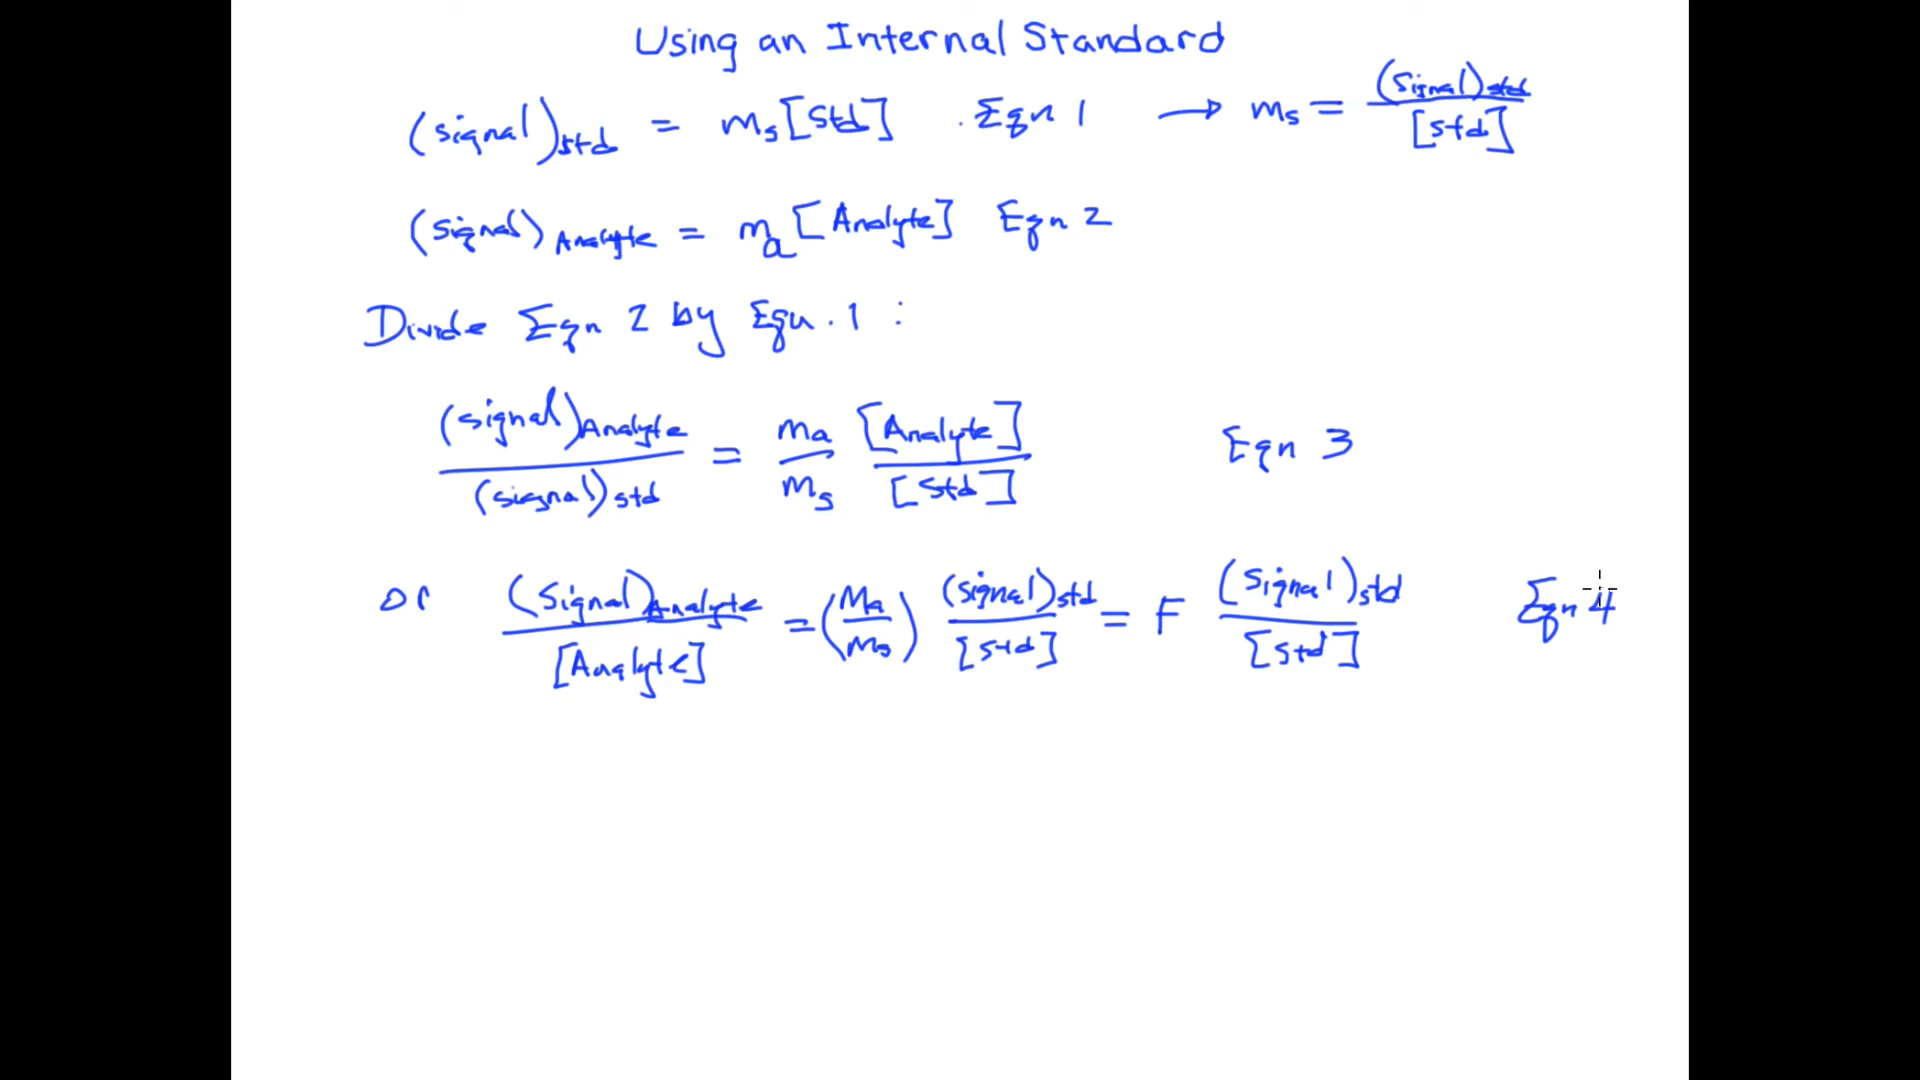 Using an Internal Standard
(signal)std = ms[Std] . Eqn 1 → ms = (Signal)std / [std]
(signal)Analyte = ma [Analyte] Eqn 2
Divide Eqn 2 by Eqn. 1 :
(signal)Analyte / (signal)std = ma / ms [Analyte] / [Std] Eqn 3
or (Signal)Analyte / [Analyte] = (Ma / Ms) (signal)std / [std] = F (Signal)std / [std] Eqn 4